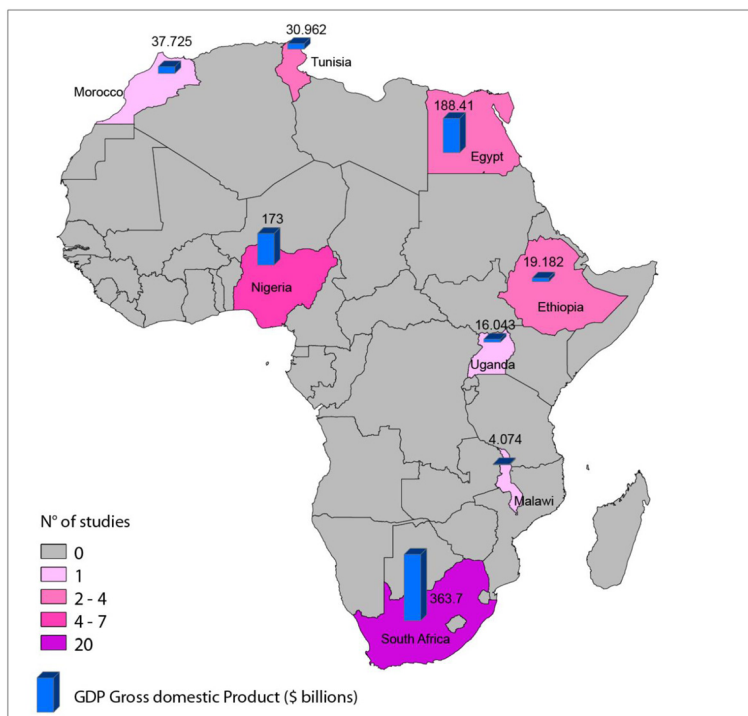 30.962
37.725
Tunisia
Morocco
188.41
Egypt
173
Nigeria
19.182
Ethiopia
16.043
Uganda
4.074
Malawi
363.7
South Africa
N° of studies
0
1
2 - 4
4 - 7
20
GDP Gross domestic Product ($ billions)